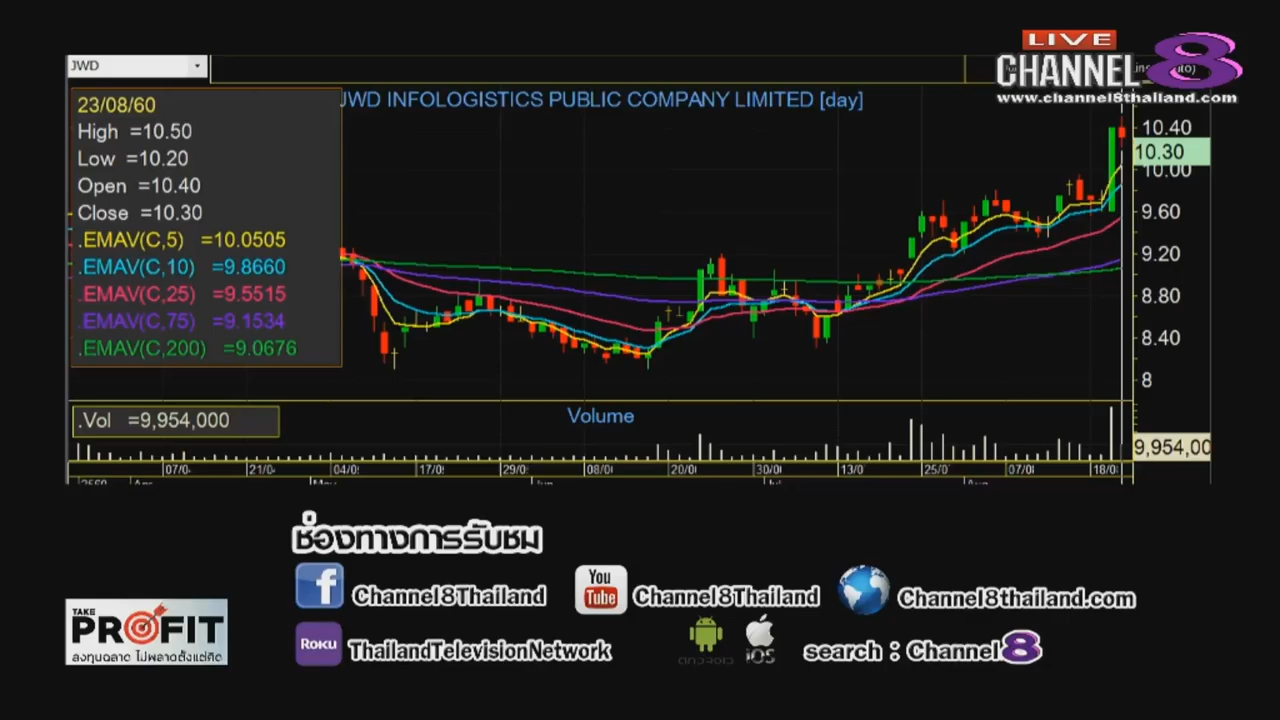 LIVE
CHANNEL 8
www.channel8thailand.com
JWD
JWD INFOLOGISTICS PUBLIC COMPANY LIMITED [day]
23/08/60
High =10.50
Low =10.20
Open =10.40
Close =10.30
.EMAV(C,5) =10.0505
.EMAV(C,10) =9.8660
.EMAV(C,25) =9.5515
.EMAV(C,75) =9.1534
.EMAV(C,200) =9.0676
10.40
10.30
10.00
9.60
9.20
8.80
8.40
8
.Vol =9,954,000
Volume
9,954,00
07/0 21/0 04/0 17/0 29/0 08/0 20/0 30/0 13/0 25/0 07/0 18/0
ช่องทางการรับชม
f Channel8Thailand You Tube Channel8Thailand Channel8thailand.com
ROKU ThailandTelevisionNetwork ANDROID iOS search : Channel 8
TAKE
PROFIT
ลงทุนฉลาด ไม่พลาดตั้งแต่คิด